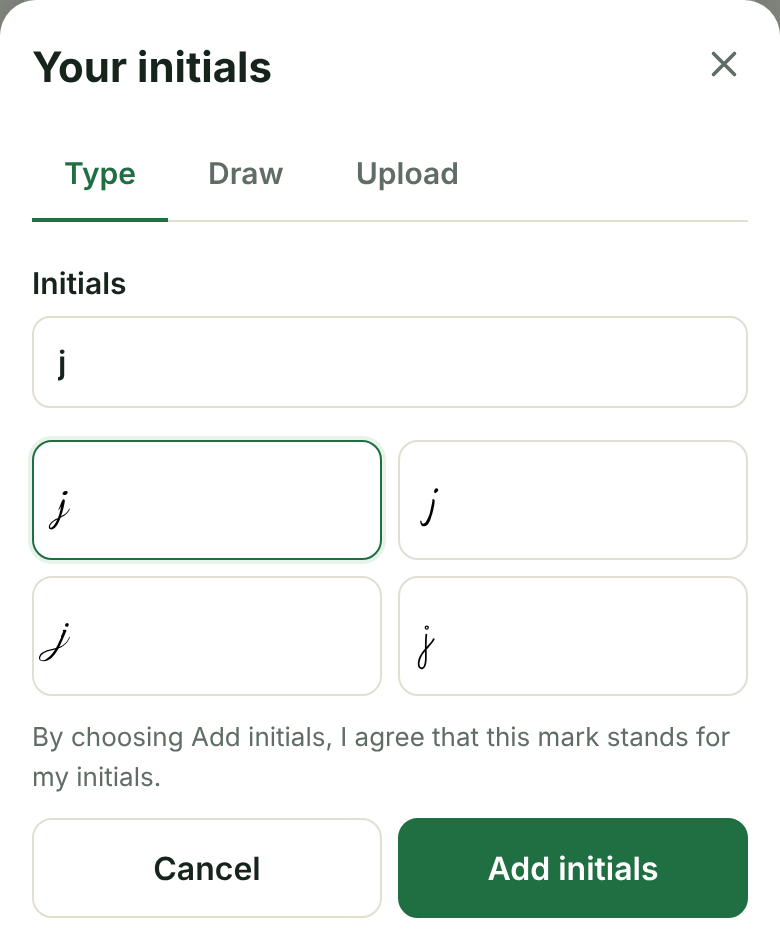 Your initials
Type Draw Upload
Initials
j
j j
j j
By choosing Add initials, I agree that this mark stands for
my initials.
Cancel Add initials